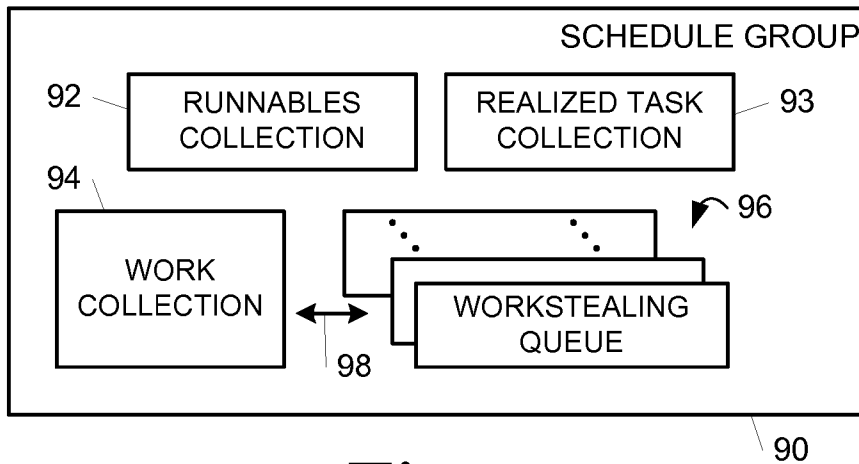 SCHEDULE GROUP
92
RUNNABLES
COLLECTION
REALIZED TASK
COLLECTION
93
94
WORK
COLLECTION
96
WORKSTEALING
QUEUE
98
90